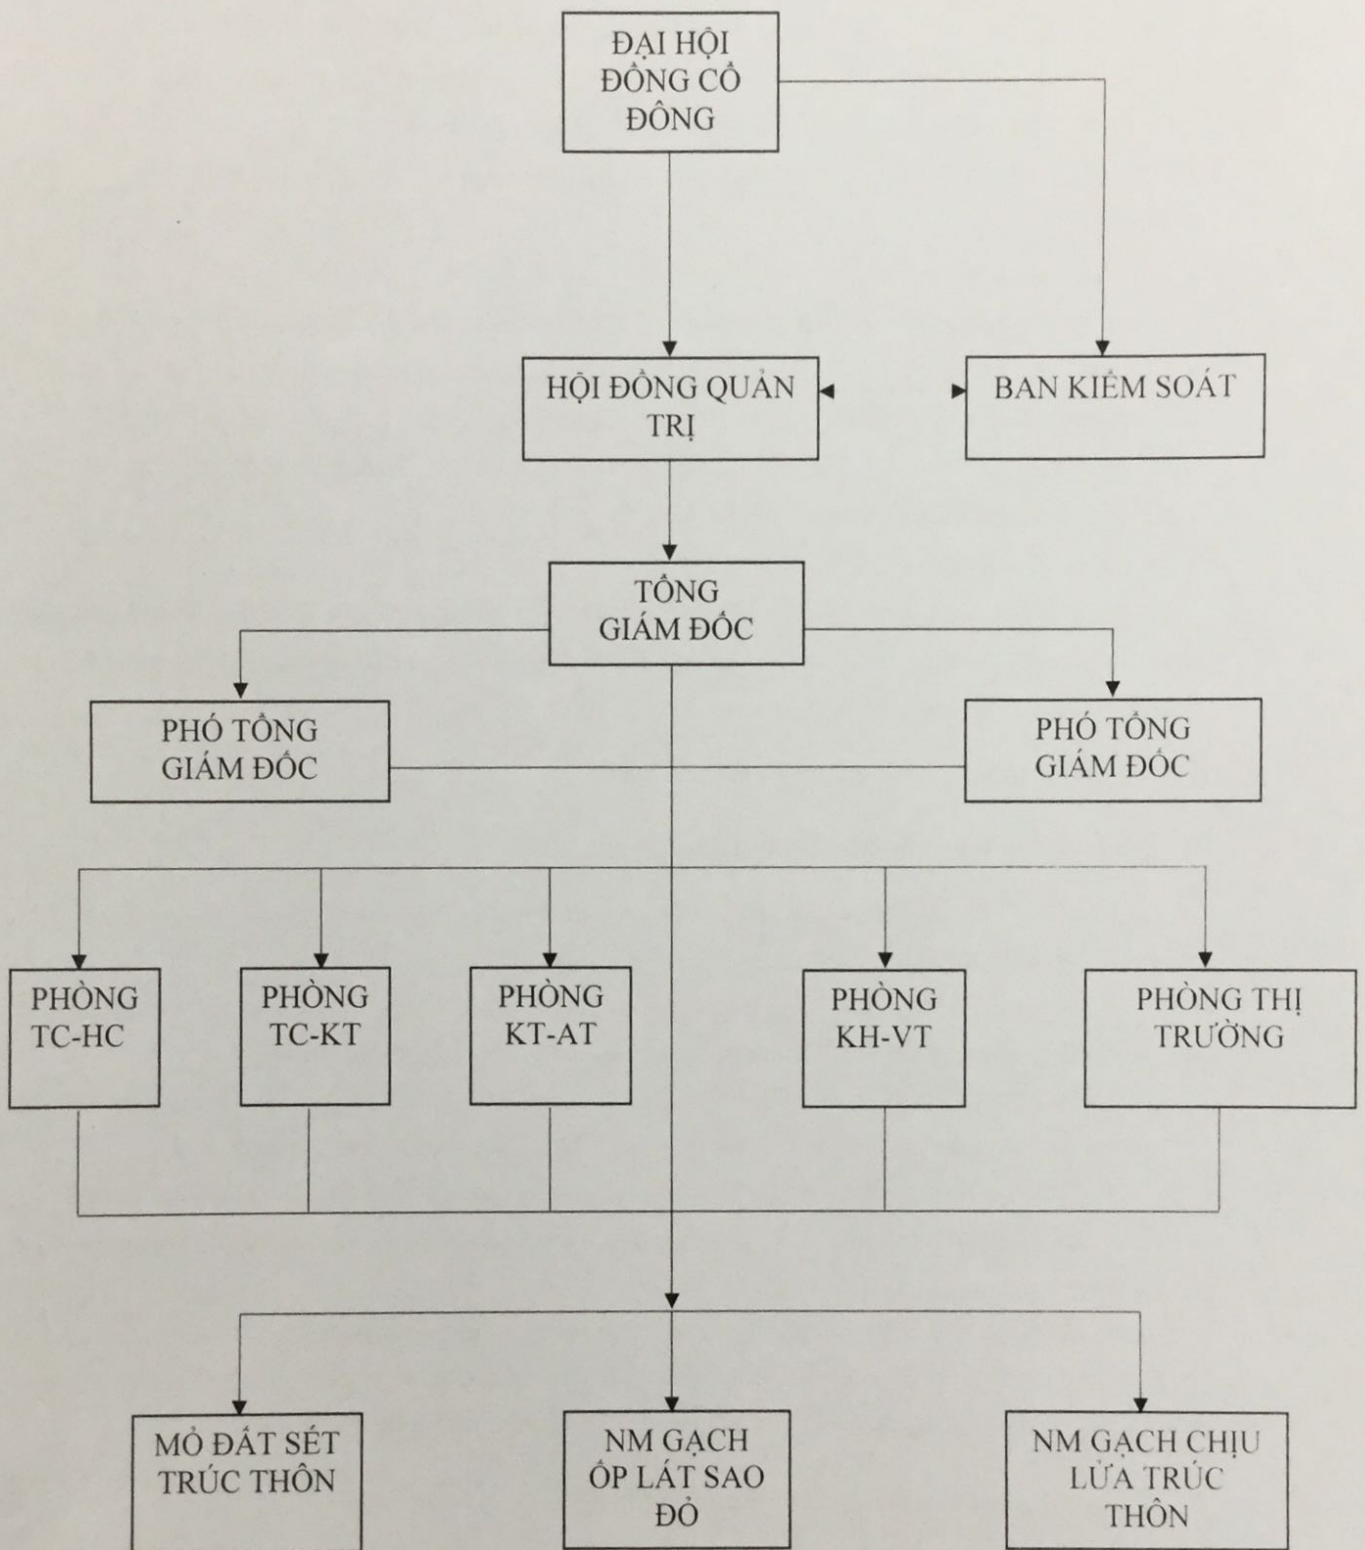 ĐẠI HỘI
ĐỒNG CỔ
ĐÔNG
HỘI ĐỒNG QUẢN
TRỊ
BAN KIỂM SOÁT
TỔNG
GIÁM ĐỐC
PHÓ TỔNG
GIÁM ĐỐC
PHÓ TỔNG
GIÁM ĐỐC
PHÒNG
TC-HC
PHÒNG
TC-KT
PHÒNG
KT-AT
PHÒNG
KH-VT
PHÒNG THỊ
TRƯỜNG
MỎ ĐẤT SÉT
TRÚC THÔN
NM GẠCH
ỐP LÁT SAO
ĐỎ
NM GẠCH CHỊU
LỬA TRÚC
THÔN